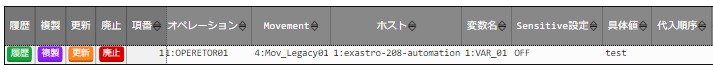 履歴 複製 更新 廃止 項番 オペレーション Movement ホスト 変数名 Sensitive設定 具体値 代入順序
履歴 複製 更新 廃止 1 1:OPERETOR01 4:Mov_Legacy01 1:exastro-208-automation 1:VAR_01 OFF test